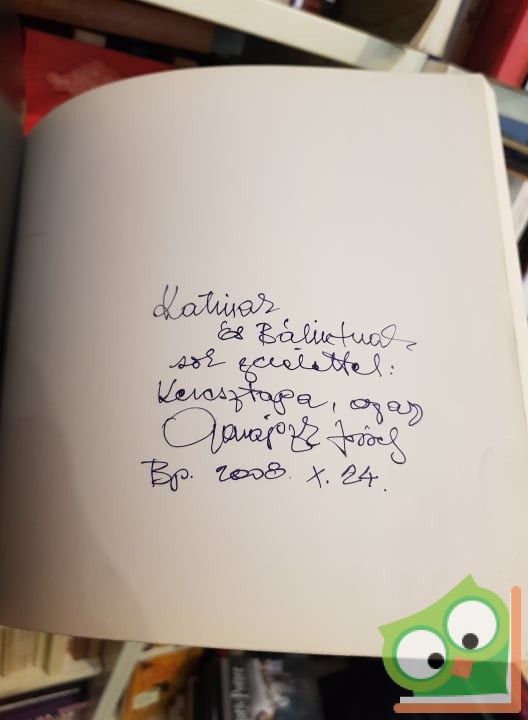 Katinak
és Bálintnak
sok szeretettel:
Keresztapa, azaz
József
Bp. 2008. X. 24.